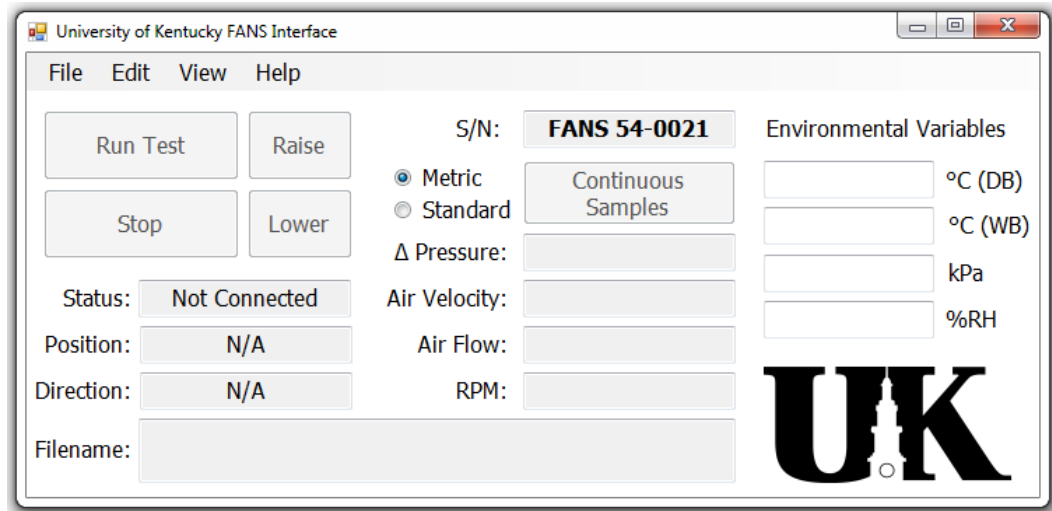 University of Kentucky FANS Interface
File Edit View Help
Run Test
Raise
Stop
Lower
Status: Not Connected
Position: N/A
Direction: N/A
Filename:
S/N: FANS 54-0021
Metric
Standard
Continuous
Samples
Δ Pressure:
Air Velocity:
Air Flow:
RPM:
Environmental Variables
°C (DB)
°C (WB)
kPa
%RH
UK